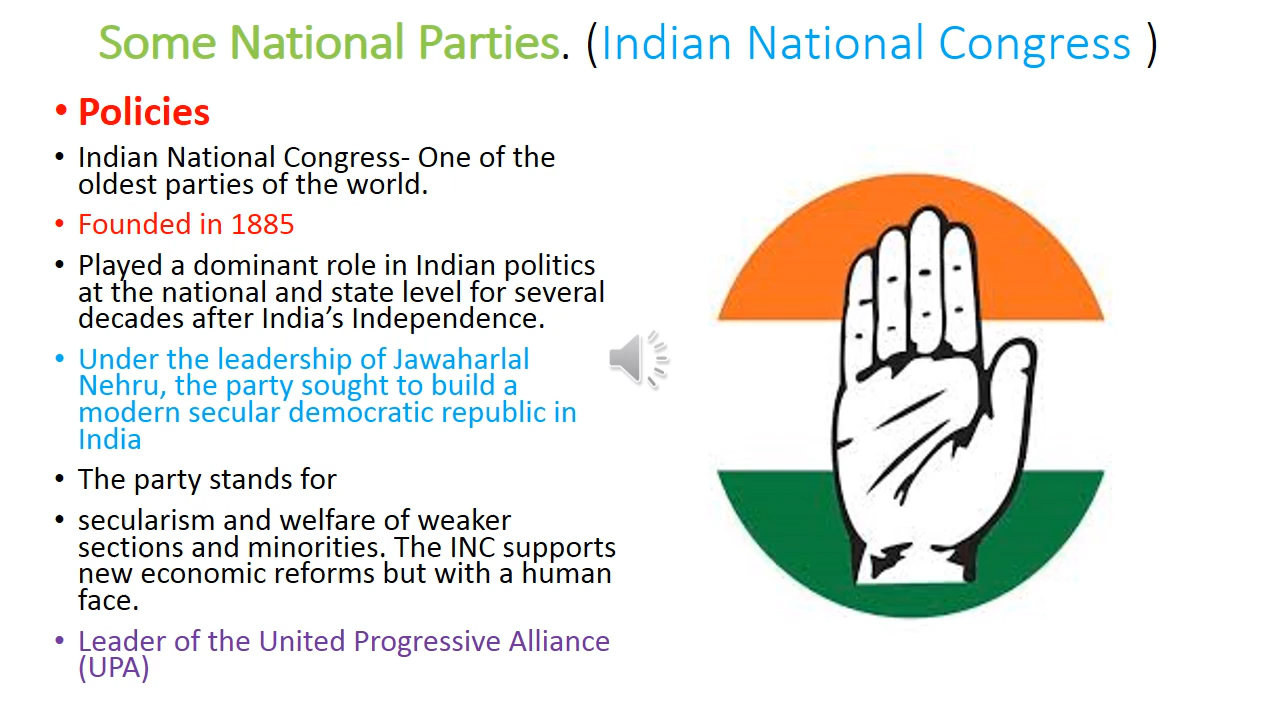 Some National Parties. (Indian National Congress )
• Policies
• Indian National Congress- One of the
oldest parties of the world.
• Founded in 1885
• Played a dominant role in Indian politics
at the national and state level for several
decades after India’s Independence.
• Under the leadership of Jawaharlal
Nehru, the party sought to build a
modern secular democratic republic in
India
• The party stands for
• secularism and welfare of weaker
sections and minorities. The INC supports
new economic reforms but with a human
face.
• Leader of the United Progressive Alliance
(UPA)